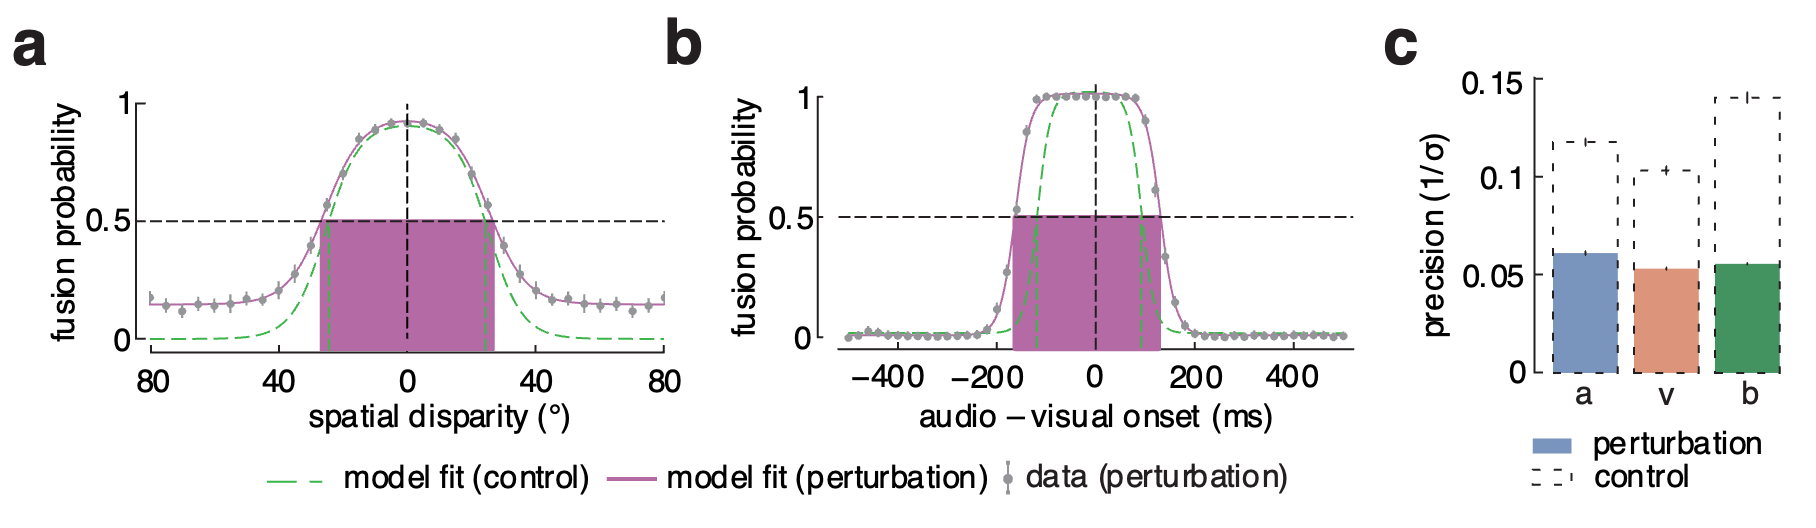 a
fusion probability
1
0.5
0
80 40 0 40 80
spatial disparity (°)
b
fusion probability
1
0.5
0
−400 −200 0 200 400
audio – visual onset (ms)
model fit (control) model fit (perturbation) data (perturbation)
c
precision (1/σ)
0.15
0.1
0.05
0
a v b
perturbation
control